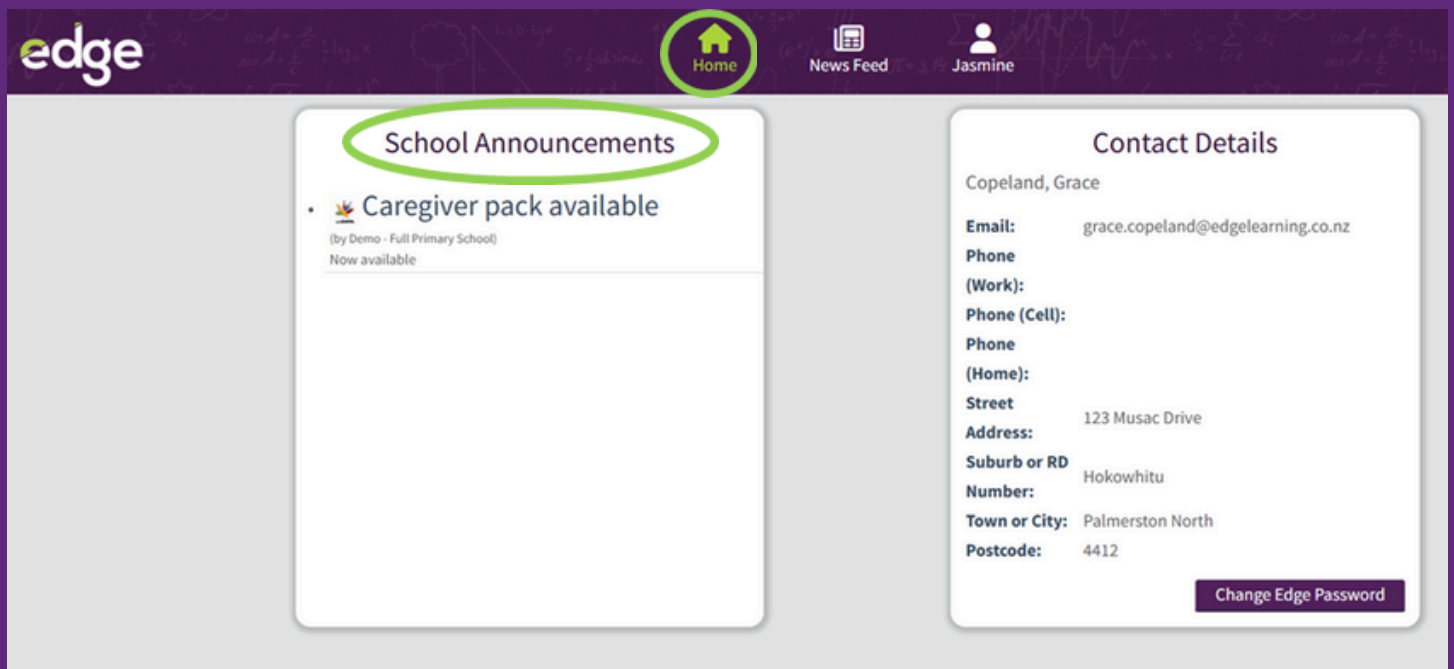 edge
Home
News Feed
Jasmine
School Announcements
• Caregiver pack available
(by Demo - Full Primary School)
Now available
Contact Details
Copeland, Grace
Email: grace.copeland@edgelearning.co.nz
Phone
(Work):
Phone (Cell):
Phone
(Home):
Street
Address: 123 Musac Drive
Suburb or RD
Number: Hokowhitu
Town or City: Palmerston North
Postcode: 4412
Change Edge Password